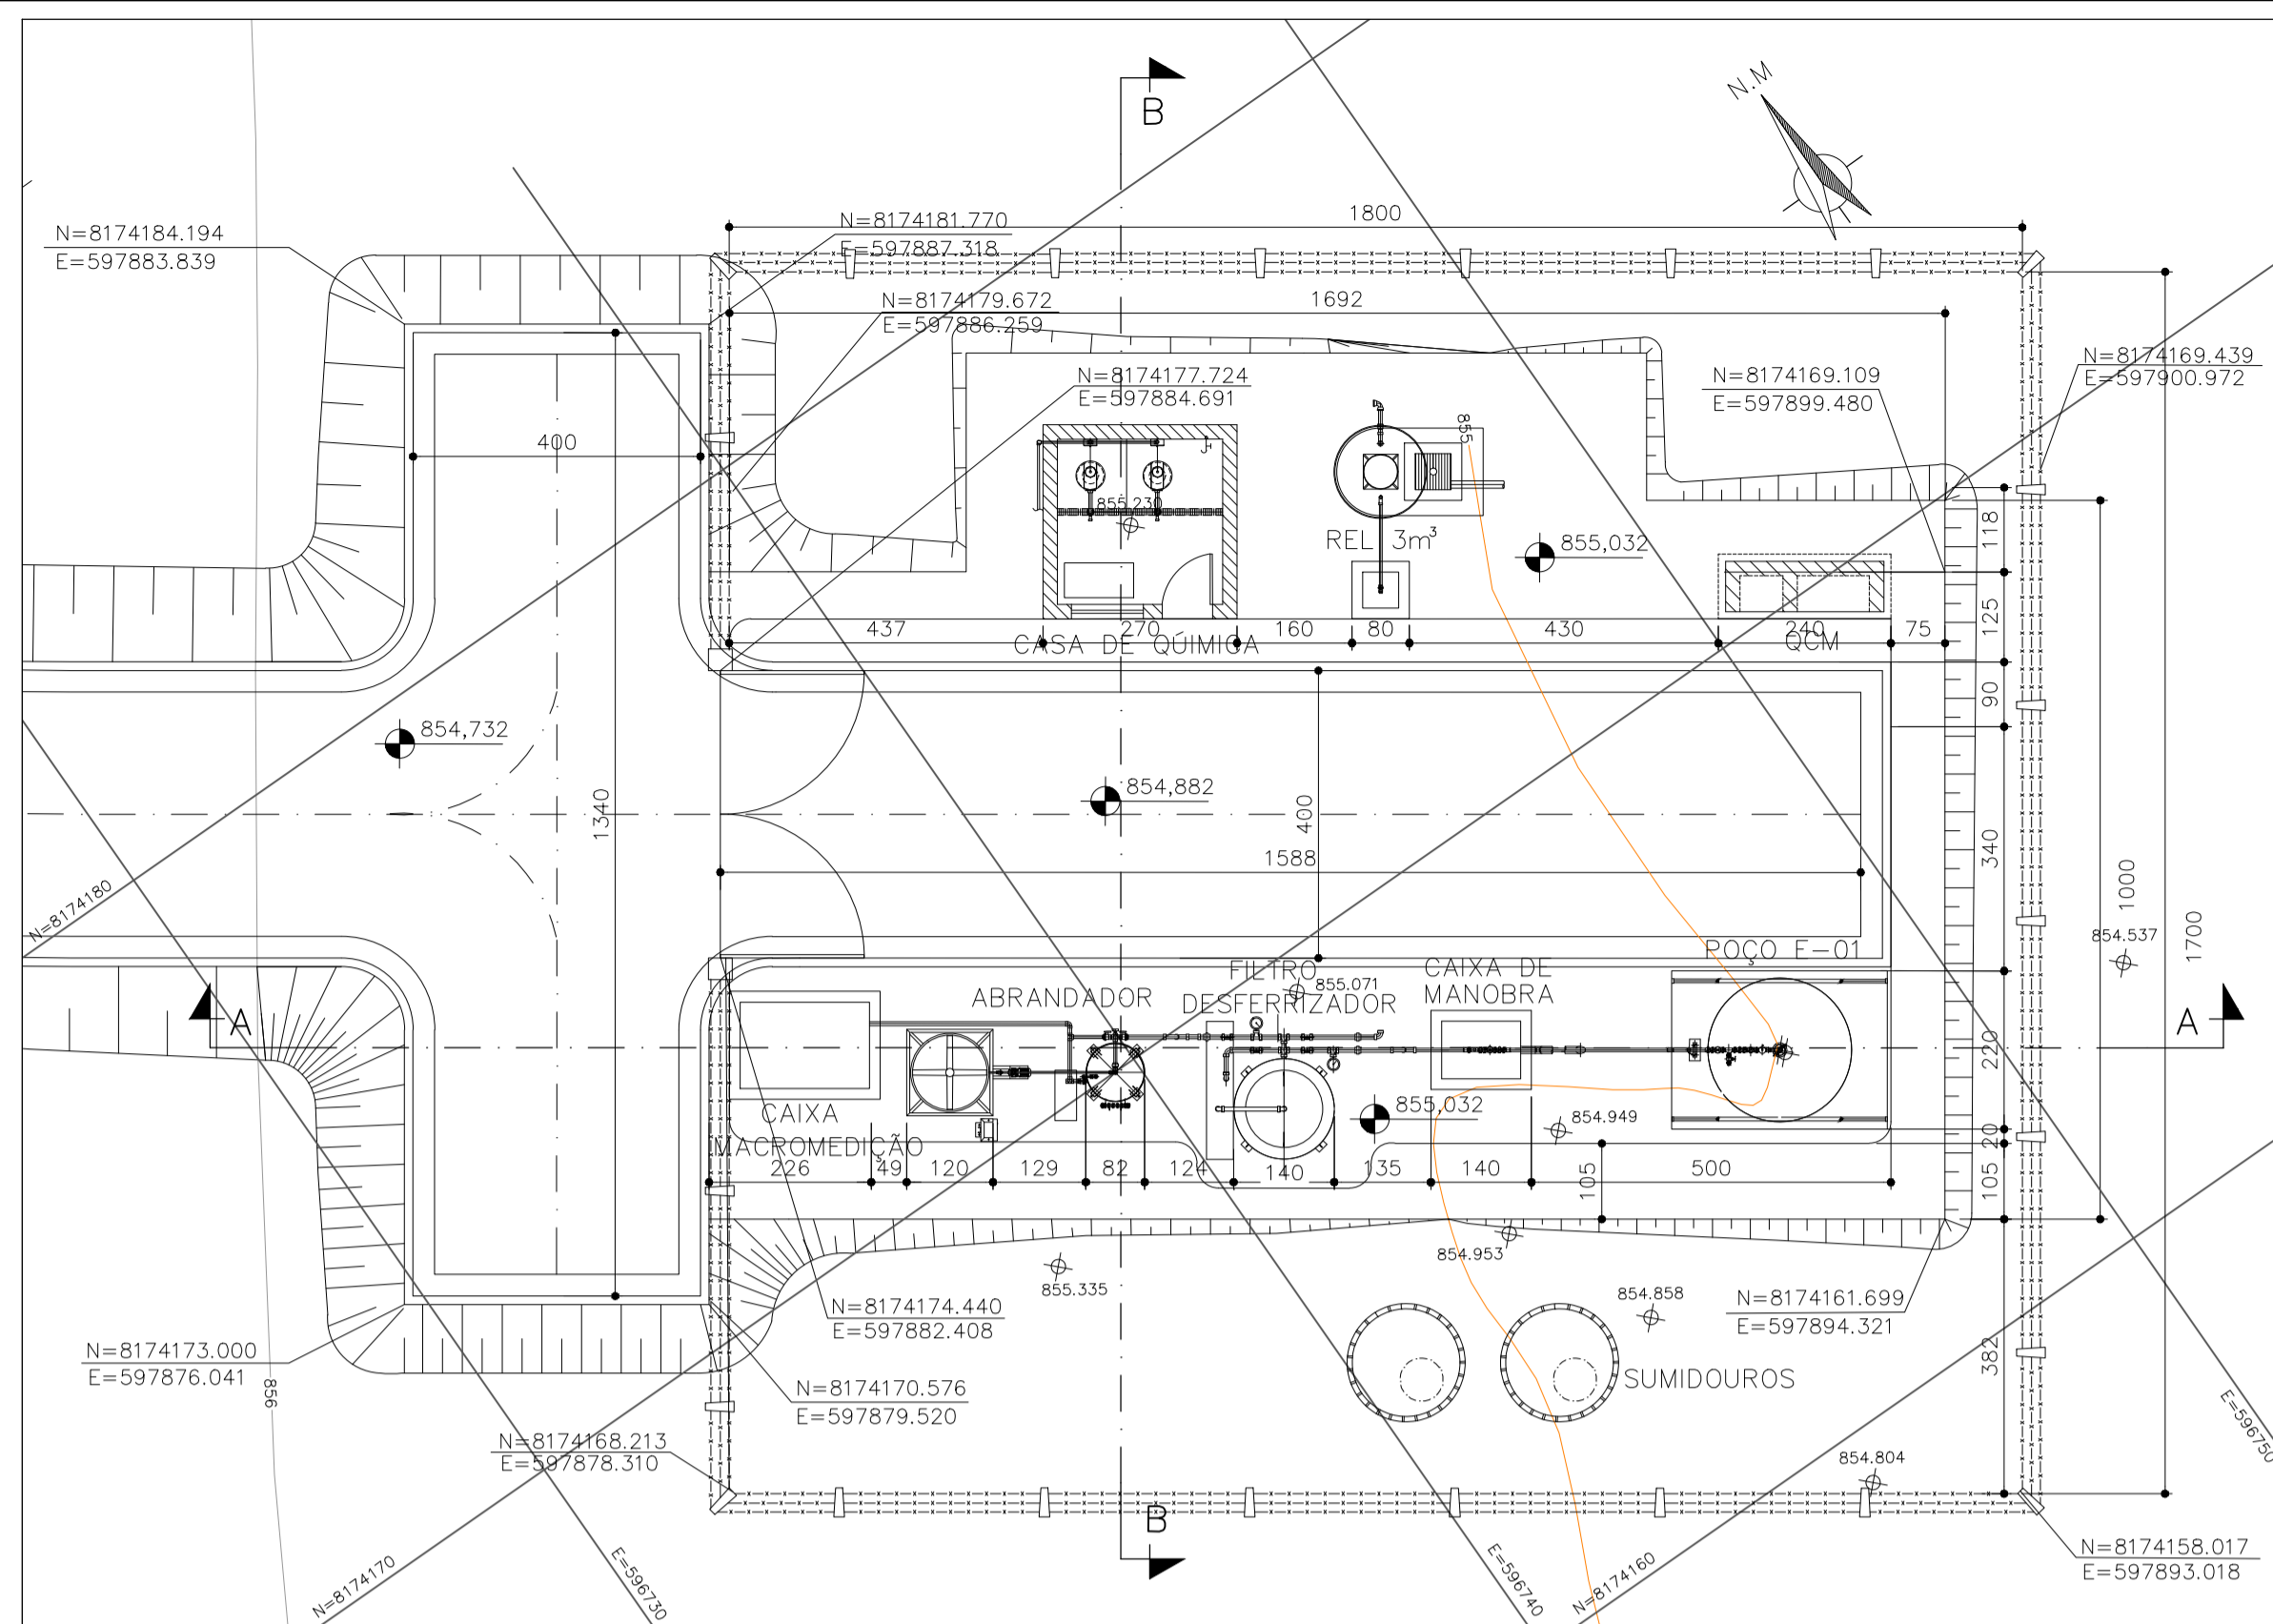 B
N.M
N=8174184.194
E=597883.839
N=8174181.770
E=597887.318
1800
N=8174179.672
E=597886.259
1692
N=8174177.724
E=597884.691
N=8174169.109
E=597899.480
N=8174169.439
E=597900.972
400
855
855.230
REL 3m³
855,032
118
125
437
270
160
80
430
240
75
CASA DE QÚIMICA
QCM
90
854,732
854,882
1340
400
1588
340
1000
1700
N=8174180
854.537
POÇO E-01
FILTRO
DESFERRIZADOR
855.071
CAIXA DE
MANOBRA
ABRANDADOR
A
A
220
CAIXA
MACROMEDIÇÃO
855,032
854.949
20
226
49
120
129
82
124
140
135
140
105
500
105
854.953
855.335
854.858
N=8174174.440
E=597882.408
N=8174161.699
E=597894.321
382
N=8174173.000
E=597876.041
856
N=8174170.576
E=597879.520
SUMIDOUROS
N=8174168.213
E=597878.310
854.804
E=596750
B
N=8174158.017
E=597893.018
N=8174170
E=596730
E=596740
N=8174160